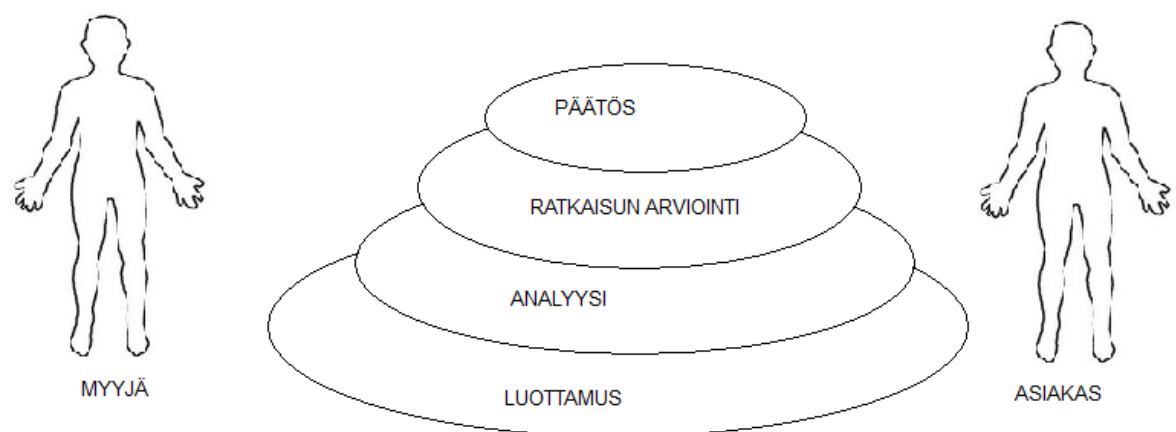 PÄÄTÖS
RATKAISUN ARVIOINTI
ANALYYSI
LUOTTAMUS
MYYJÄ
ASIAKAS